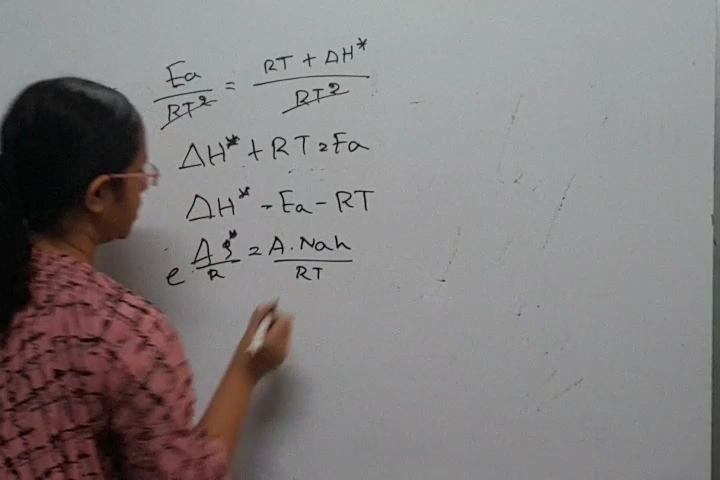 Ea/RT² = RT + ΔH*/RT²
ΔH* + RT = Ea
ΔH* = Ea - RT
e ΔS*/R = A. Nah/RT